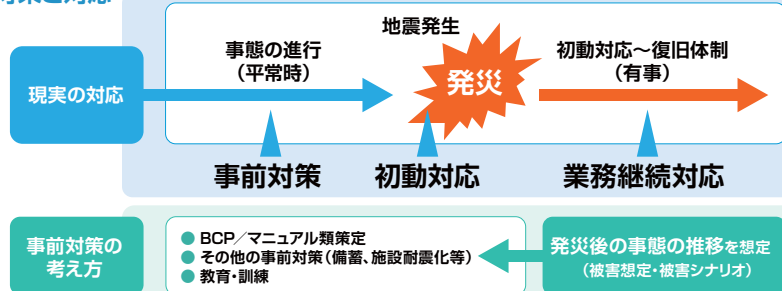 地震発生
事態の進行
（平常時）
発災
初動対応～復旧体制
（有事）
現実の対応
事前対策
初動対応
業務継続対応
事前対策の
考え方
● BCP／マニュアル類策定
● その他の事前対策（備蓄、施設耐震化等）
● 教育・訓練
発災後の事態の推移を想定
（被害想定・被害シナリオ）